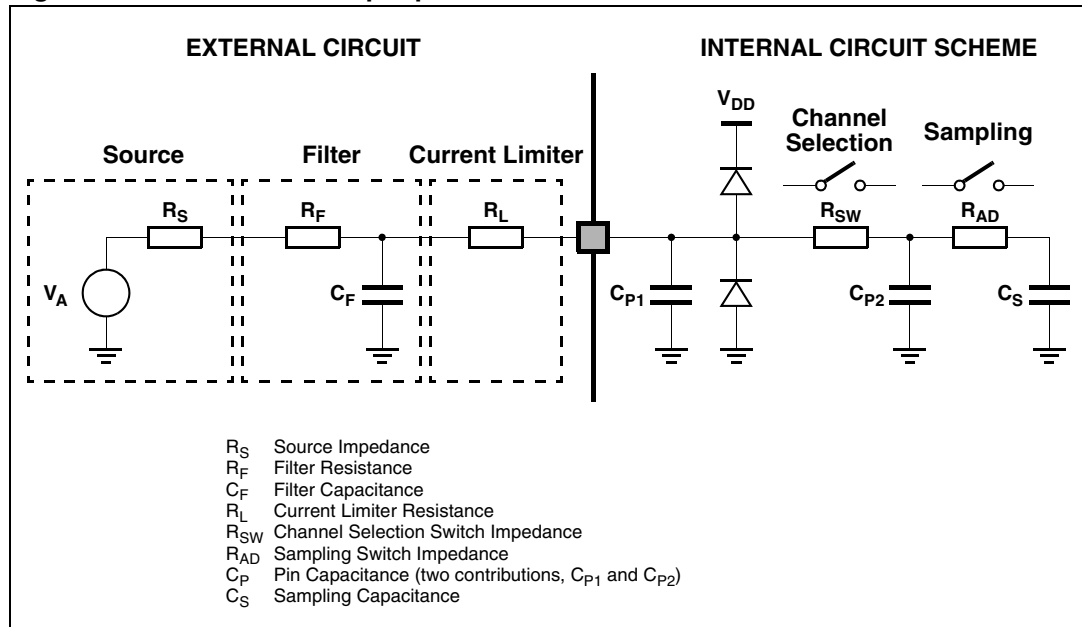 EXTERNAL CIRCUIT
INTERNAL CIRCUIT SCHEME
VDD
Channel
Selection
Sampling
Source
Filter
Current Limiter
RS
RF
RL
RSW
RAD
VA
CF
CP1
CP2
CS
RS Source Impedance
RF Filter Resistance
CF Filter Capacitance
RL Current Limiter Resistance
RSW Channel Selection Switch Impedance
RAD Sampling Switch Impedance
CP Pin Capacitance (two contributions, CP1 and CP2)
CS Sampling Capacitance